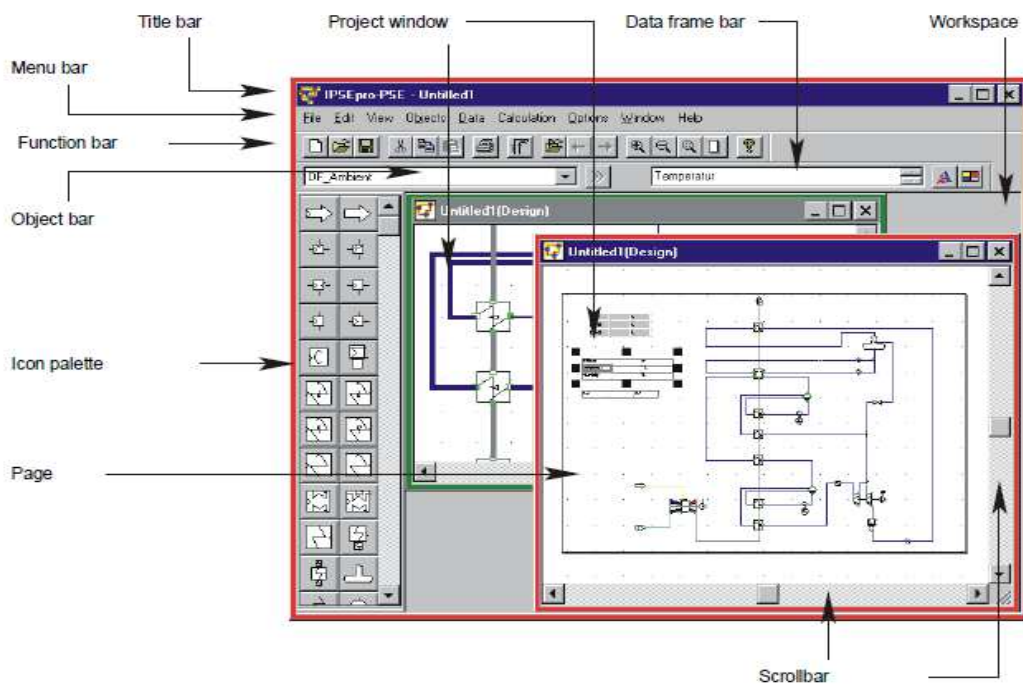 Title bar
Project window
Data frame bar
Workspace
Menu bar
IPSEpro-PSE - Untitled1
File Edit View Objects Data Calculation Options Window Help
Function bar
DF_Ambient
Temperatur
Object bar
Untitled1(Design)
Untitled1(Design)
Icon palette
Page
Scrollbar